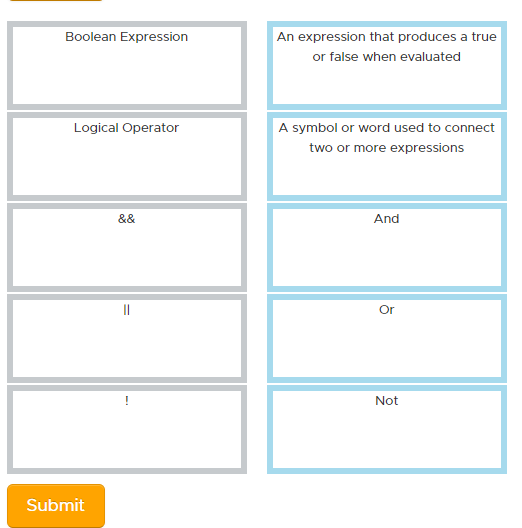 Boolean Expression
An expression that produces a true
or false when evaluated
Logical Operator
A symbol or word used to connect
two or more expressions
&&
And
||
Or
!
Not
Submit